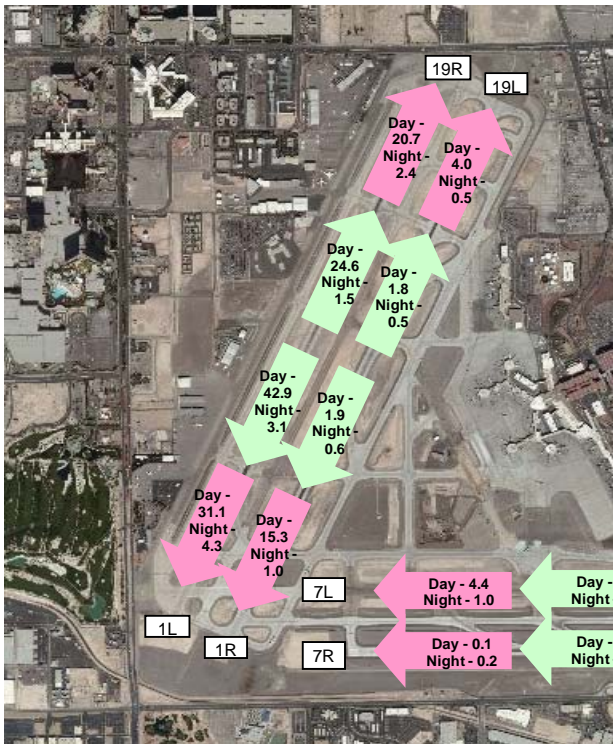 19R
19L
Day -
20.7
Night -
2.4
Day -
4.0
Night -
0.5
Day -
24.6
Night -
1.5
Day -
1.8
Night -
0.5
Day -
42.9
Night -
3.1
Day -
1.9
Night -
0.6
Day -
31.1
Night -
4.3
Day -
15.3
Night -
1.0
7L
Day - 4.4
Night - 1.0
Day -
Night
1L
1R
7R
Day - 0.1
Night - 0.2
Day -
Night